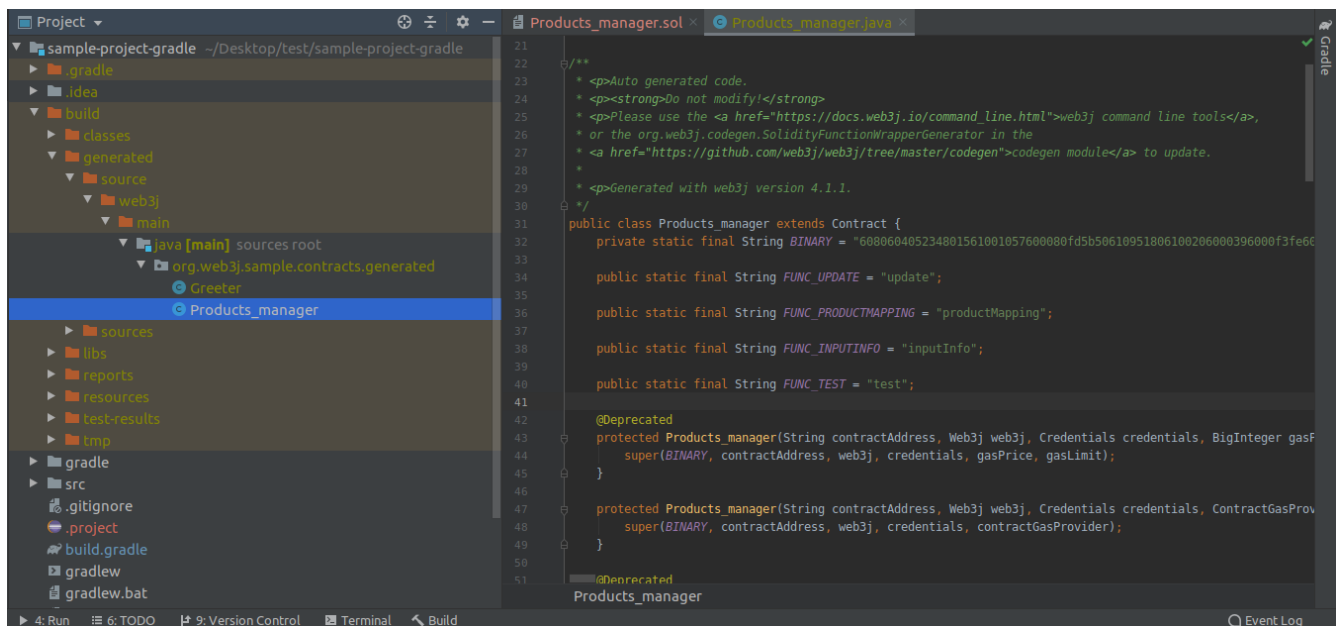 Project
Products_manager.sol
Products_manager.java
sample-project-gradle ~/Desktop/test/sample-project-gradle
.gradle
.idea
build
classes
generated
source
web3j
main
java [main] sources root
org.web3j.sample.contracts.generated
Greeter
Products_manager
sources
libs
reports
resources
test-results
tmp
gradle
src
.gitignore
.project
build.gradle
gradlew
gradlew.bat
21
22 /**
23 * <p>Auto generated code.
24 * <p><strong>Do not modify!</strong>
25 * <p>Please use the <a href="https://docs.web3j.io/command_line.html">web3j command line tools</a>,
26 * or the org.web3j.codegen.SolidityFunctionWrapperGenerator in the
27 * <a href="https://github.com/web3j/web3j/tree/master/codegen">codegen module</a> to update.
28 *
29 * <p>Generated with web3j version 4.1.1.
30 */
31 public class Products_manager extends Contract {
32 private static final String BINARY = "608060405234801561001057600080fd5b506109518061002060003960 00f3fe60
33
34 public static final String FUNC_UPDATE = "update";
35
36 public static final String FUNC_PRODUCTMAPPING = "productMapping";
37
38 public static final String FUNC_INPUTINFO = "inputInfo";
39
40 public static final String FUNC_TEST = "test";
41
42 @Deprecated
43 protected Products_manager(String contractAddress, Web3j web3j, Credentials credentials, BigInteger gasP
44 super(BINARY, contractAddress, web3j, credentials, gasPrice, gasLimit);
45 }
46
47 protected Products_manager(String contractAddress, Web3j web3j, Credentials credentials, ContractGasProv
48 super(BINARY, contractAddress, web3j, credentials, contractGasProvider);
49 }
50
51 @Deprecated
Products_manager
Gradle
4: Run 6: TODO 9: Version Control Terminal Build Event Log